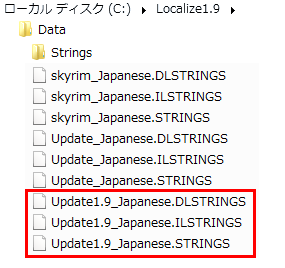 ローカル ディスク (C:) ▶ Localize1.9 ▶
Data
Strings
skyrim_Japanese.DLSTRINGS
skyrim_Japanese.ILSTRINGS
skyrim_Japanese.STRINGS
Update_Japanese.DLSTRINGS
Update_Japanese.ILSTRINGS
Update_Japanese.STRINGS
Update1.9_Japanese.DLSTRINGS
Update1.9_Japanese.ILSTRINGS
Update1.9_Japanese.STRINGS